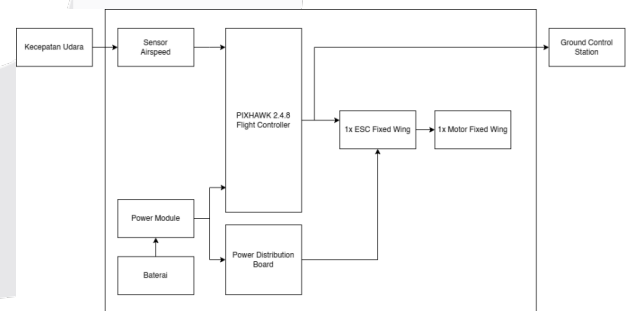 Kecepatan Udara
Sensor
Airspeed
Ground Control
Station
PIXHAWK 2.4.8
Flight Controller
1x ESC Fixed Wing
1x Motor Fixed Wing
Power Module
Power Distribution
Board
Baterai